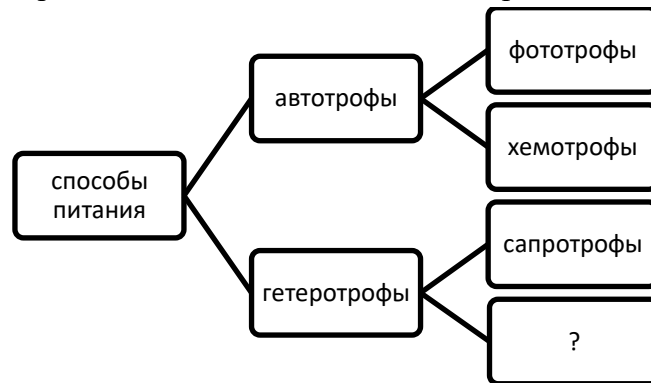 способы
питания
автотрофы
фототрофы
хемотрофы
гетеротрофы
сапротрофы
?